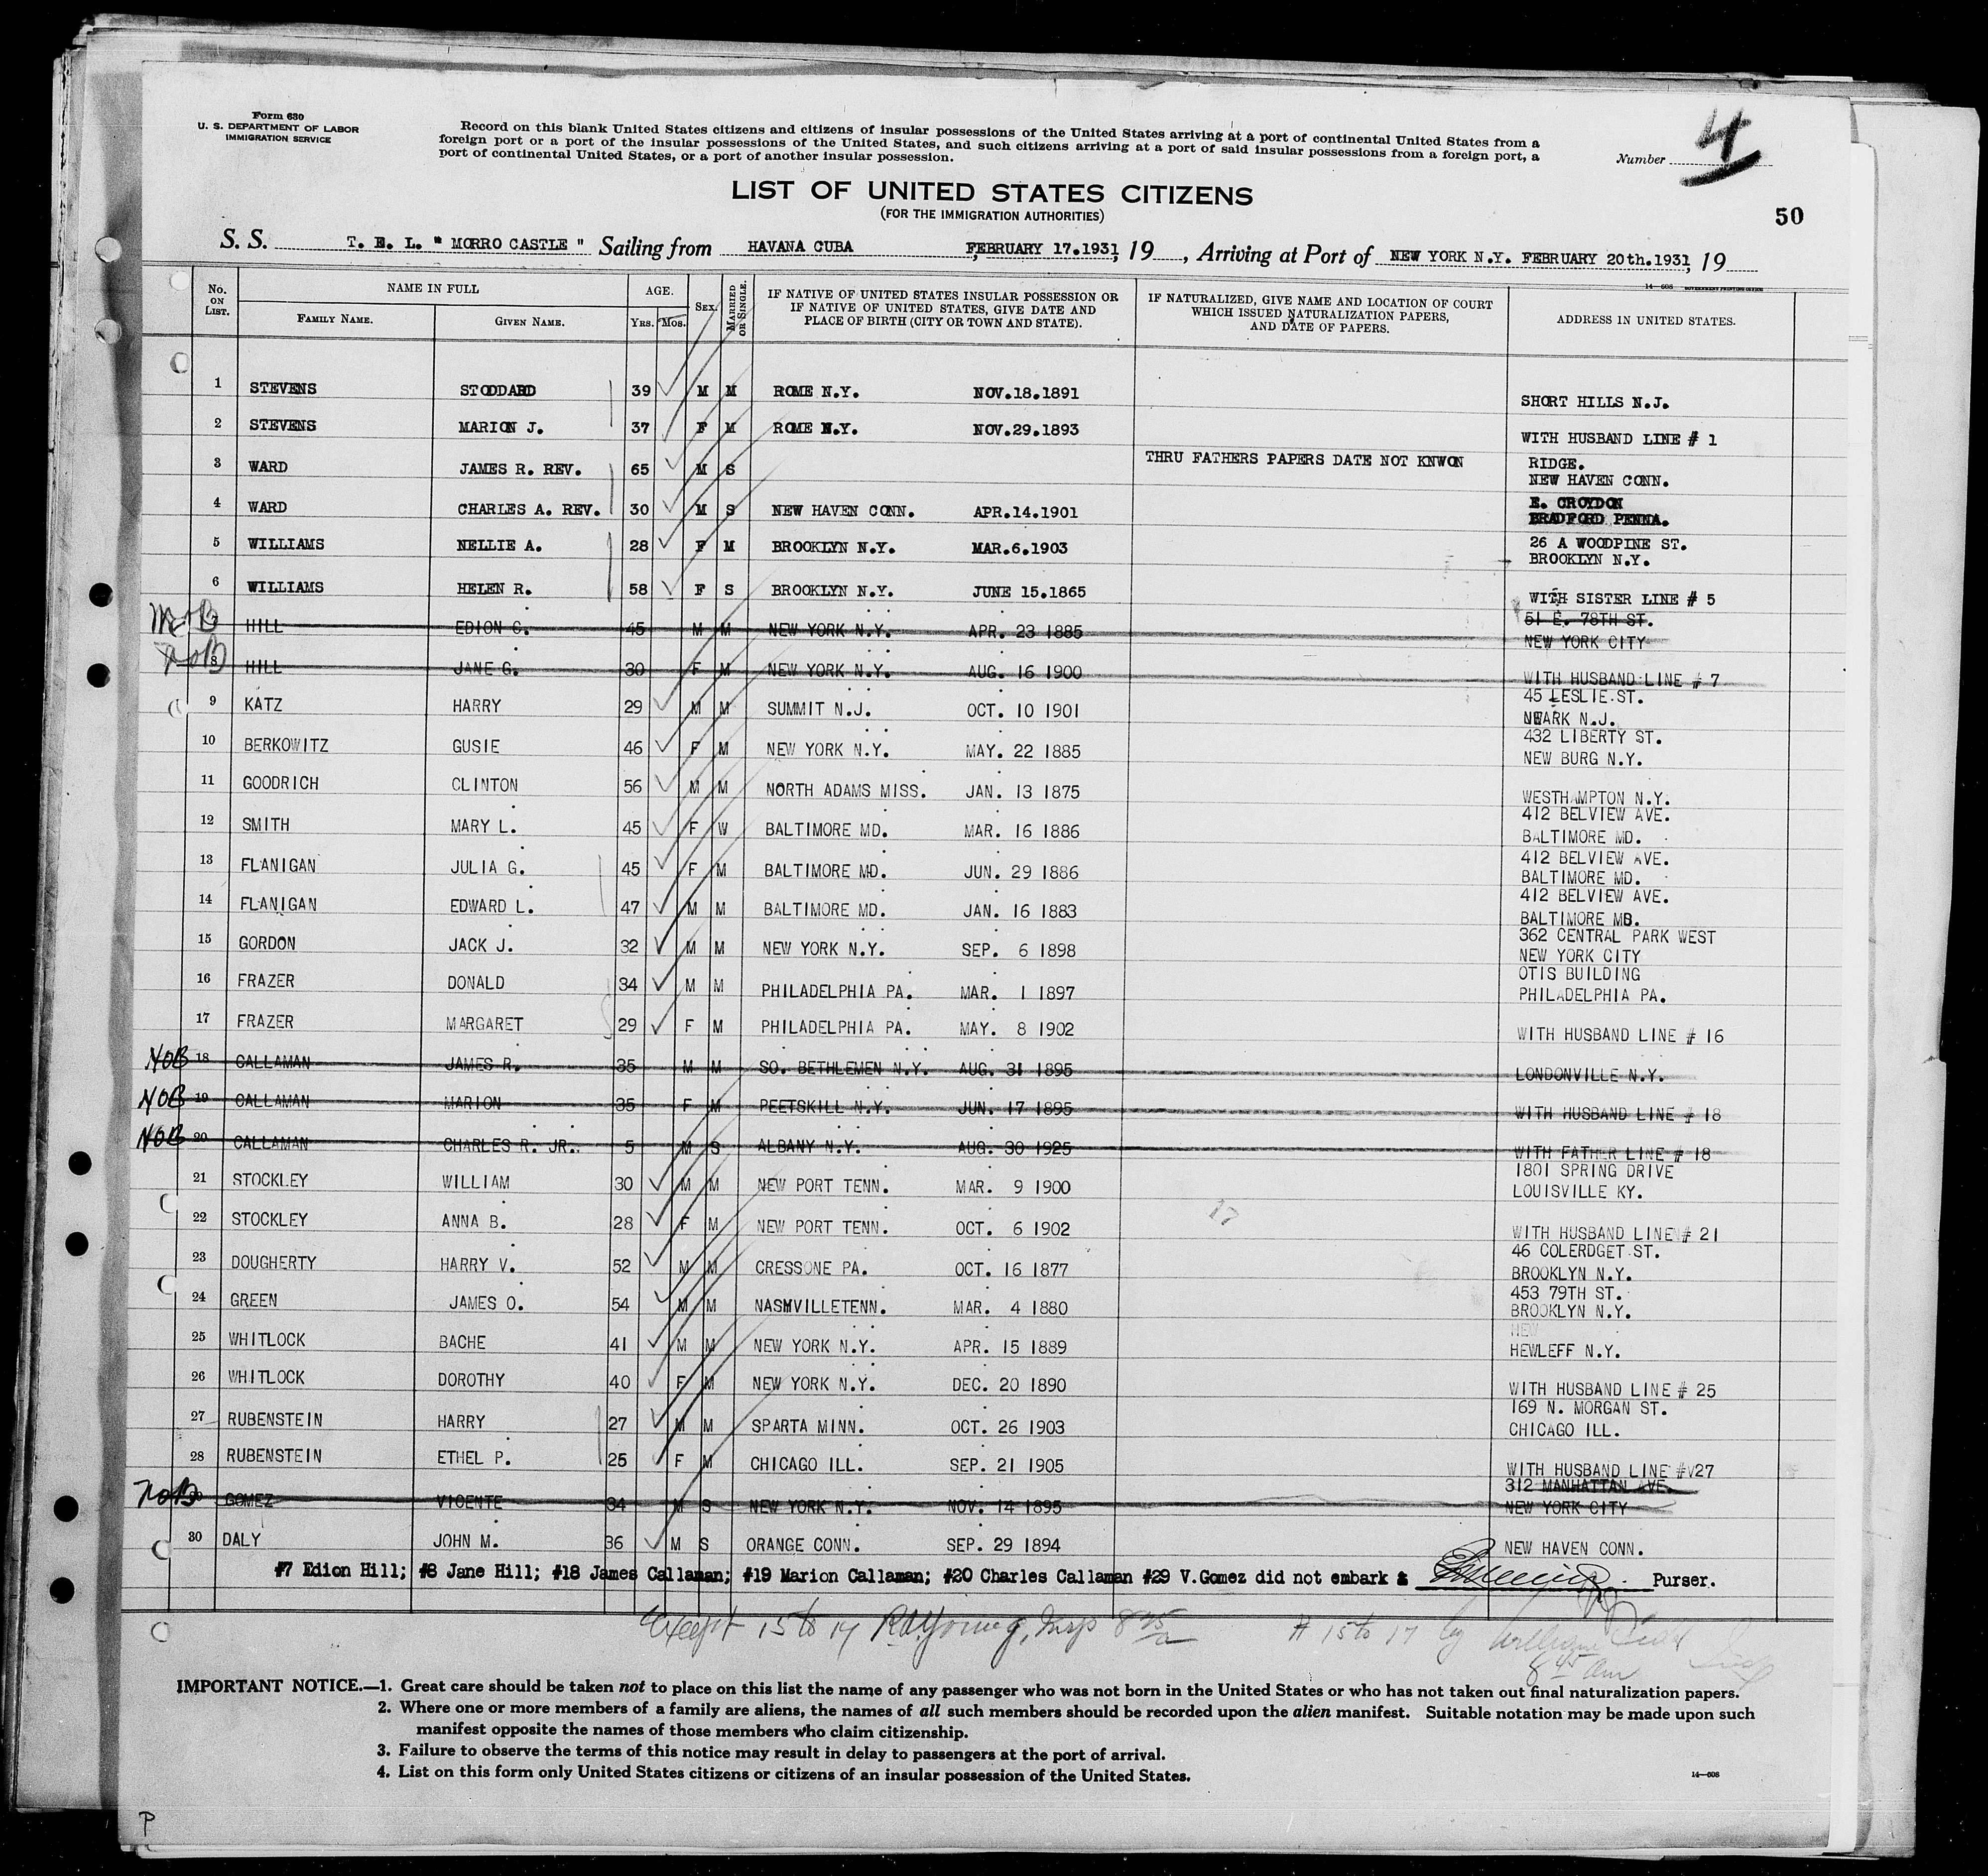 Form 630
U. S. DEPARTMENT OF LABOR
IMMIGRATION SERVICE
Record on this blank United States citizens and citizens of insular possessions of the United States arriving at a port of continental United States from a
foreign port or a port of the insular possessions of the United States, and such citizens arriving at a port of said insular possessions from a foreign port, a
port of continental United States, or a port of another insular possession.
Number 4
LIST OF UNITED STATES CITIZENS
(FOR THE IMMIGRATION AUTHORITIES)
50
S. S. T. E. L. " MORRO CASTLE " Sailing from HAVANA CUBA FEBRUARY 17.1931, 19 , Arriving at Port of NEW YORK N.Y. FEBRUARY 20th.1931, 19
14—608 GOVERNMENT PRINTING OFFICE
No. ON LIST. NAME IN FULL FAMILY NAME. GIVEN NAME. AGE. YRS. MOS. SEX. MARRIED OR SINGLE. IF NATIVE OF UNITED STATES INSULAR POSSESSION OR IF NATIVE OF UNITED STATES, GIVE DATE AND PLACE OF BIRTH (CITY OR TOWN AND STATE). IF NATURALIZED, GIVE NAME AND LOCATION OF COURT WHICH ISSUED NATURALIZATION PAPERS, AND DATE OF PAPERS. ADDRESS IN UNITED STATES.
1 STEVENS STODDARD 39 M M ROME N.Y. NOV.18.1891 SHORT HILLS N.J.
2 STEVENS MARION J. 37 F M ROME N.Y. NOV.29.1893 WITH HUSBAND LINE # 1
3 WARD JAMES R. REV. 65 M S THRU FATHERS PAPERS DATE NOT KNWON RIDGE. NEW HAVEN CONN.
4 WARD CHARLES A. REV. 30 M S NEW HAVEN CONN. APR.14.1901 E. CROYDON BRADFORD PENNA.
5 WILLIAMS NELLIE A. 28 F M BROOKLYN N.Y. MAR.6.1903 26 A WOODPINE ST. BROOKLYN N.Y.
6 WILLIAMS HELEN R. 58 F S BROOKLYN N.Y. JUNE 15.1865 WITH SISTER LINE # 5
NOB 7 HILL EDION C. 45 M M NEW YORK N.Y. APR. 23 1885 51 E. 78TH ST. NEW YORK CITY
NOB 8 HILL JANE G. 30 F M NEW YORK N.Y. AUG. 16 1900 WITH HUSBAND LINE # 7
9 KATZ HARRY 29 M M SUMMIT N.J. OCT. 10 1901 45 LESLIE ST. NWARK N.J.
10 BERKOWITZ GUSIE 46 F M NEW YORK N.Y. MAY. 22 1885 432 LIBERTY ST. NEW BURG N.Y.
11 GOODRICH CLINTON 56 M M NORTH ADAMS MISS. JAN. 13 1875 WESTHAMPTON N.Y.
12 SMITH MARY L. 45 F W BALTIMORE MD. MAR. 16 1886 412 BELVIEW AVE. BALTIMORE MD.
13 FLANIGAN JULIA G. 45 F M BALTIMORE MD. JUN. 29 1886 412 BELVIEW AVE. BALTIMORE MD.
14 FLANIGAN EDWARD L. 47 M M BALTIMORE MD. JAN. 16 1883 412 BELVIEW AVE. BALTIMORE MD.
15 GORDON JACK J. 32 M M NEW YORK N.Y. SEP. 6 1898 362 CENTRAL PARK WEST NEW YORK CITY
16 FRAZER DONALD 34 M M PHILADELPHIA PA. MAR. 1 1897 OTIS BUILDING PHILADELPHIA PA.
17 FRAZER MARGARET 29 F M PHILADELPHIA PA. MAY. 8 1902 WITH HUSBAND LINE # 16
NOB 18 CALLAMAN JAMES R. 35 M M SO. BETHLEMEN N.Y. AUG. 31 1895 LONDONVILLE N.Y.
NOB 19 CALLAMAN MARION 35 F M PEETSKILL N.Y. JUN. 17 1895 WITH HUSBAND LINE # 18
NOB 20 CALLAMAN CHARLES R. JR. 5 M S ALBANY N.Y. AUG. 30 1925 WITH FATHER LINE # 18
21 STOCKLEY WILLIAM 30 M M NEW PORT TENN. MAR. 9 1900 1801 SPRING DRIVE LOUISVILLE KY.
22 STOCKLEY ANNA B. 28 F M NEW PORT TENN. OCT. 6 1902 17 WITH HUSBAND LINE # 21
23 DOUGHERTY HARRY V. 52 M M CRESSONE PA. OCT. 16 1877 46 COLERDGET ST. BROOKLYN N.Y.
24 GREEN JAMES O. 54 M M NASHVILLETENN. MAR. 4 1880 453 79TH ST. BROOKLYN N.Y.
25 WHITLOCK BACHE 41 M M NEW YORK N.Y. APR. 15 1889 HEW HEWLEFF N.Y.
26 WHITLOCK DOROTHY 40 F M NEW YORK N.Y. DEC. 20 1890 WITH HUSBAND LINE # 25
27 RUBENSTEIN HARRY 27 M M SPARTA MINN. OCT. 26 1903 169 N. MORGAN ST. CHICAGO ILL.
28 RUBENSTEIN ETHEL P. 25 F M CHICAGO ILL. SEP. 21 1905 WITH HUSBAND LINE #27
NOB GOMEZ VICENTE 34 M S NEW YORK N.Y. NOV. 14 1895 312 MANHATTAN AVE. NEW YORK CITY
30 DALY JOHN M. 36 M S ORANGE CONN. SEP. 29 1894 NEW HAVEN CONN.
#7 Edion Hill; #8 Jane Hill; #18 James Callaman; #19 Marion Callaman; #20 Charles Callaman #29 V.Gomez did not embark & Purser.
Except 15 to 17 R.A. Young, Insp 8 45 a # 15 to 17 by
8 45 am
IMPORTANT NOTICE.—1. Great care should be taken not to place on this list the name of any passenger who was not born in the United States or who has not taken out final naturalization papers.
2. Where one or more members of a family are aliens, the names of all such members should be recorded upon the alien manifest. Suitable notation may be made upon such
manifest opposite the names of those members who claim citizenship.
3. Failure to observe the terms of this notice may result in delay to passengers at the port of arrival.
4. List on this form only United States citizens or citizens of an insular possession of the United States.
14—608
P